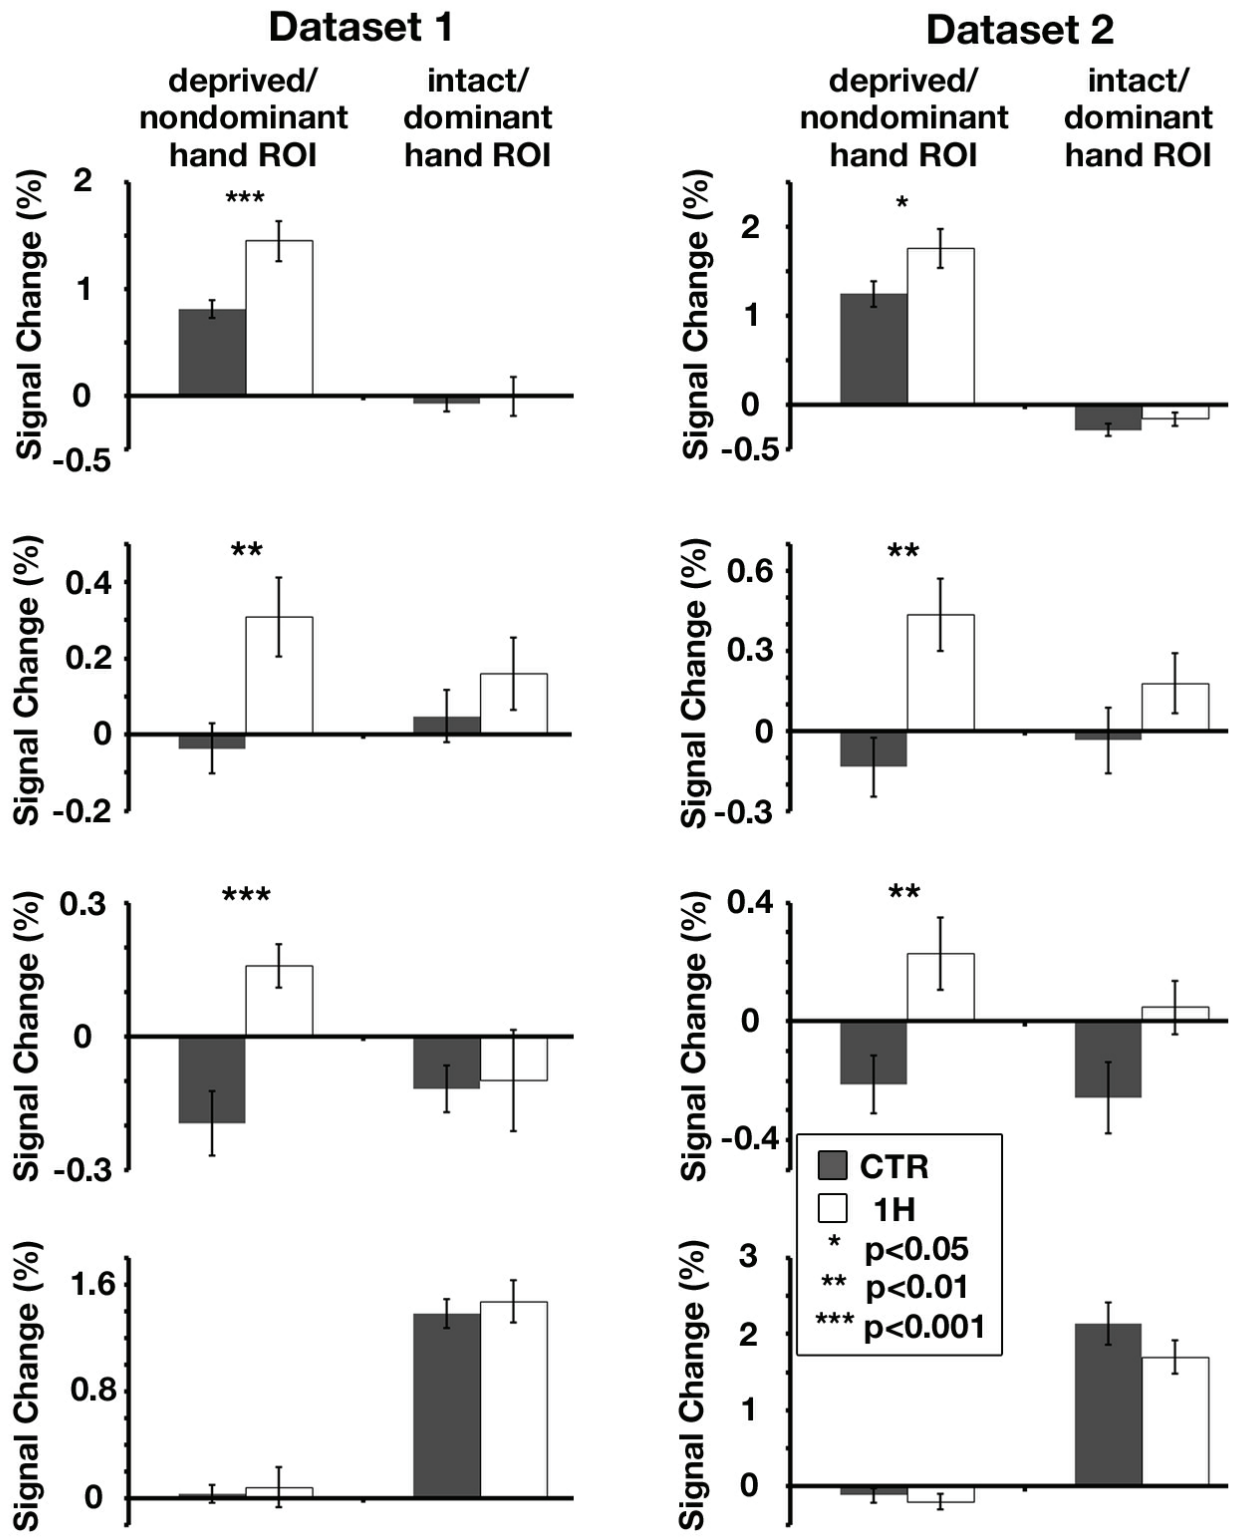 Dataset 1
Dataset 2
deprived/
nondominant
hand ROI
intact/
dominant
hand ROI
deprived/
nondominant
hand ROI
intact/
dominant
hand ROI
Signal Change (%)
2
1
0
-0.5
***
Signal Change (%)
2
1
0
-0.5
*
Signal Change (%)
0.4
0.2
0
-0.2
**
Signal Change (%)
0.6
0.3
0
-0.3
**
Signal Change (%)
0.3
0
-0.3
***
Signal Change (%)
0.4
0
-0.4
**
CTR
1H
* p<0.05
** p<0.01
*** p<0.001
Signal Change (%)
1.6
0.8
0
Signal Change (%)
3
2
1
0